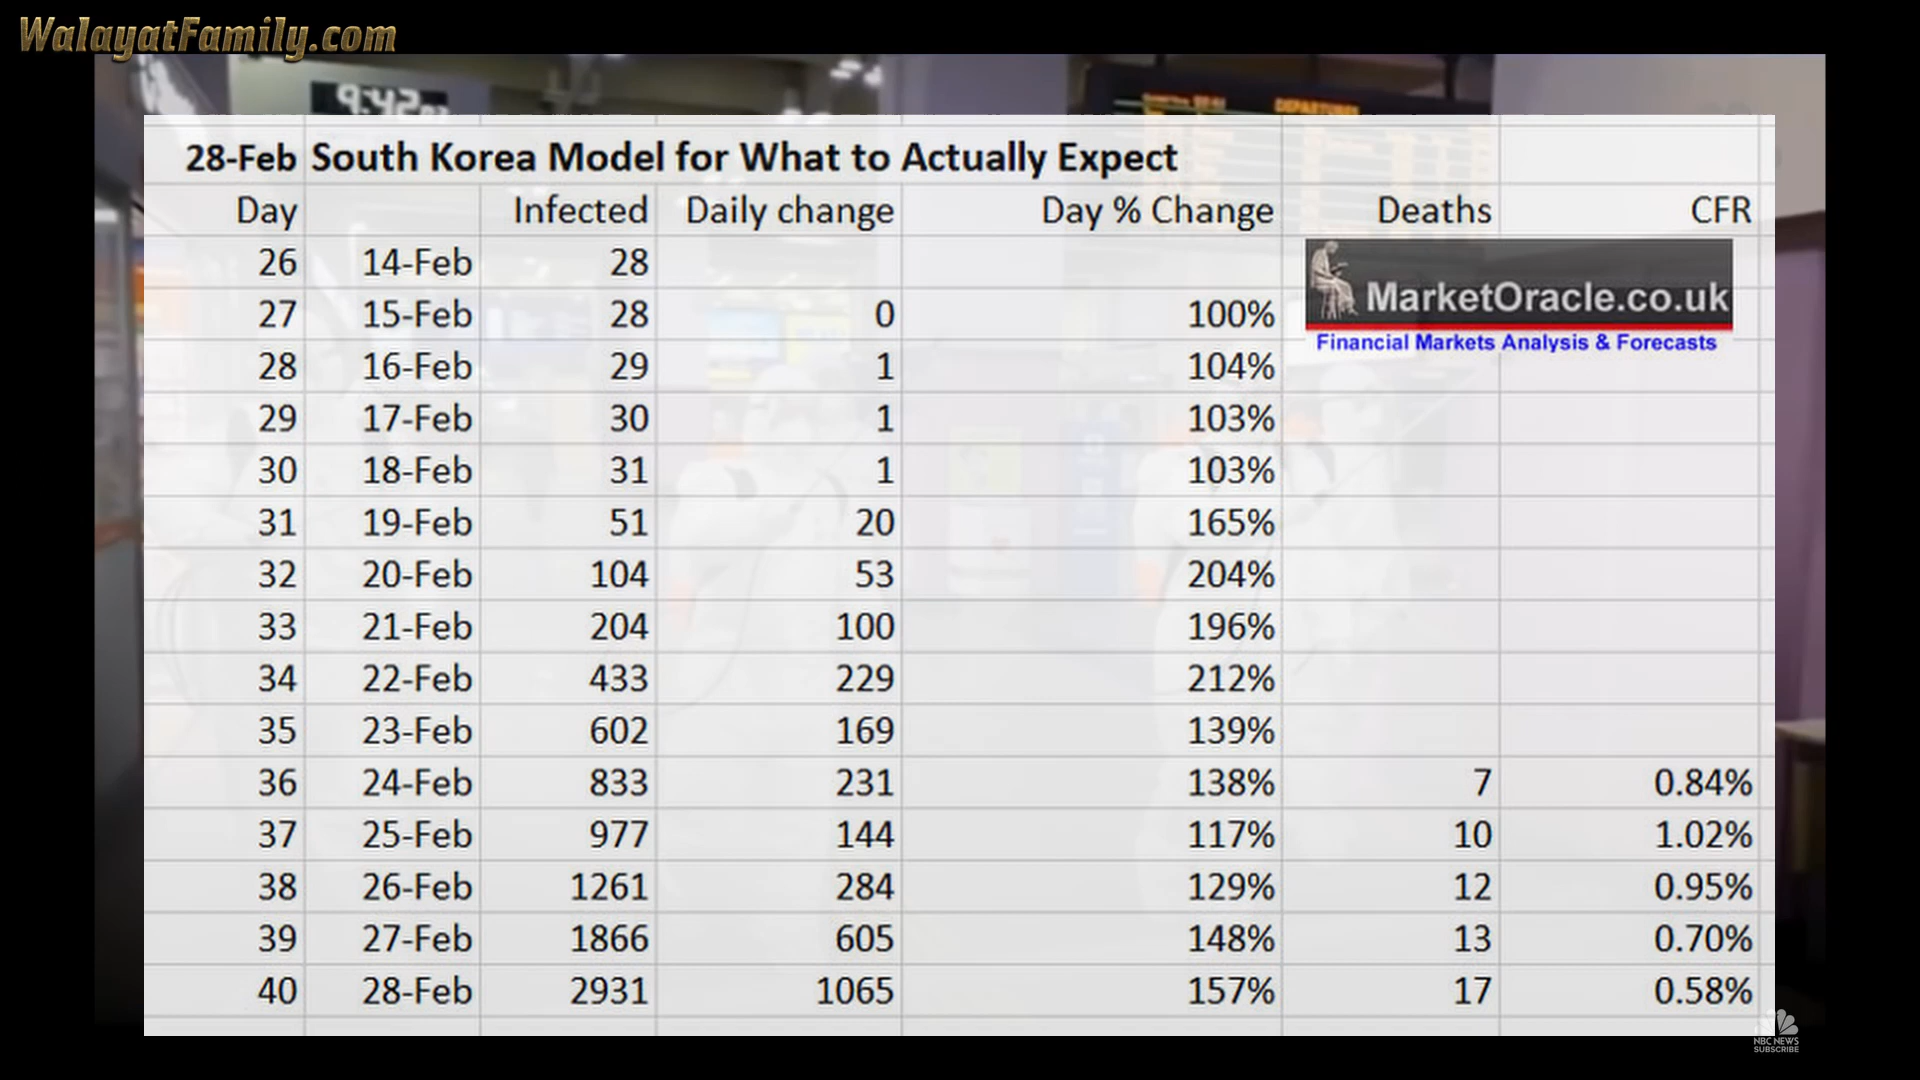 WalayatFamily.com
9:42
DEPARTURES
28-Feb South Korea Model for What to Actually Expect
Day Infected Daily change Day % Change Deaths CFR
26 14-Feb 28
MarketOracle.co.uk
27 15-Feb 28 0 100%
Financial Markets Analysis & Forecasts
28 16-Feb 29 1 104%
29 17-Feb 30 1 103%
30 18-Feb 31 1 103%
31 19-Feb 51 20 165%
32 20-Feb 104 53 204%
33 21-Feb 204 100 196%
34 22-Feb 433 229 212%
35 23-Feb 602 169 139%
36 24-Feb 833 231 138% 7 0.84%
37 25-Feb 977 144 117% 10 1.02%
38 26-Feb 1261 284 129% 12 0.95%
39 27-Feb 1866 605 148% 13 0.70%
40 28-Feb 2931 1065 157% 17 0.58%
NBC NEWS
SUBSCRIBE